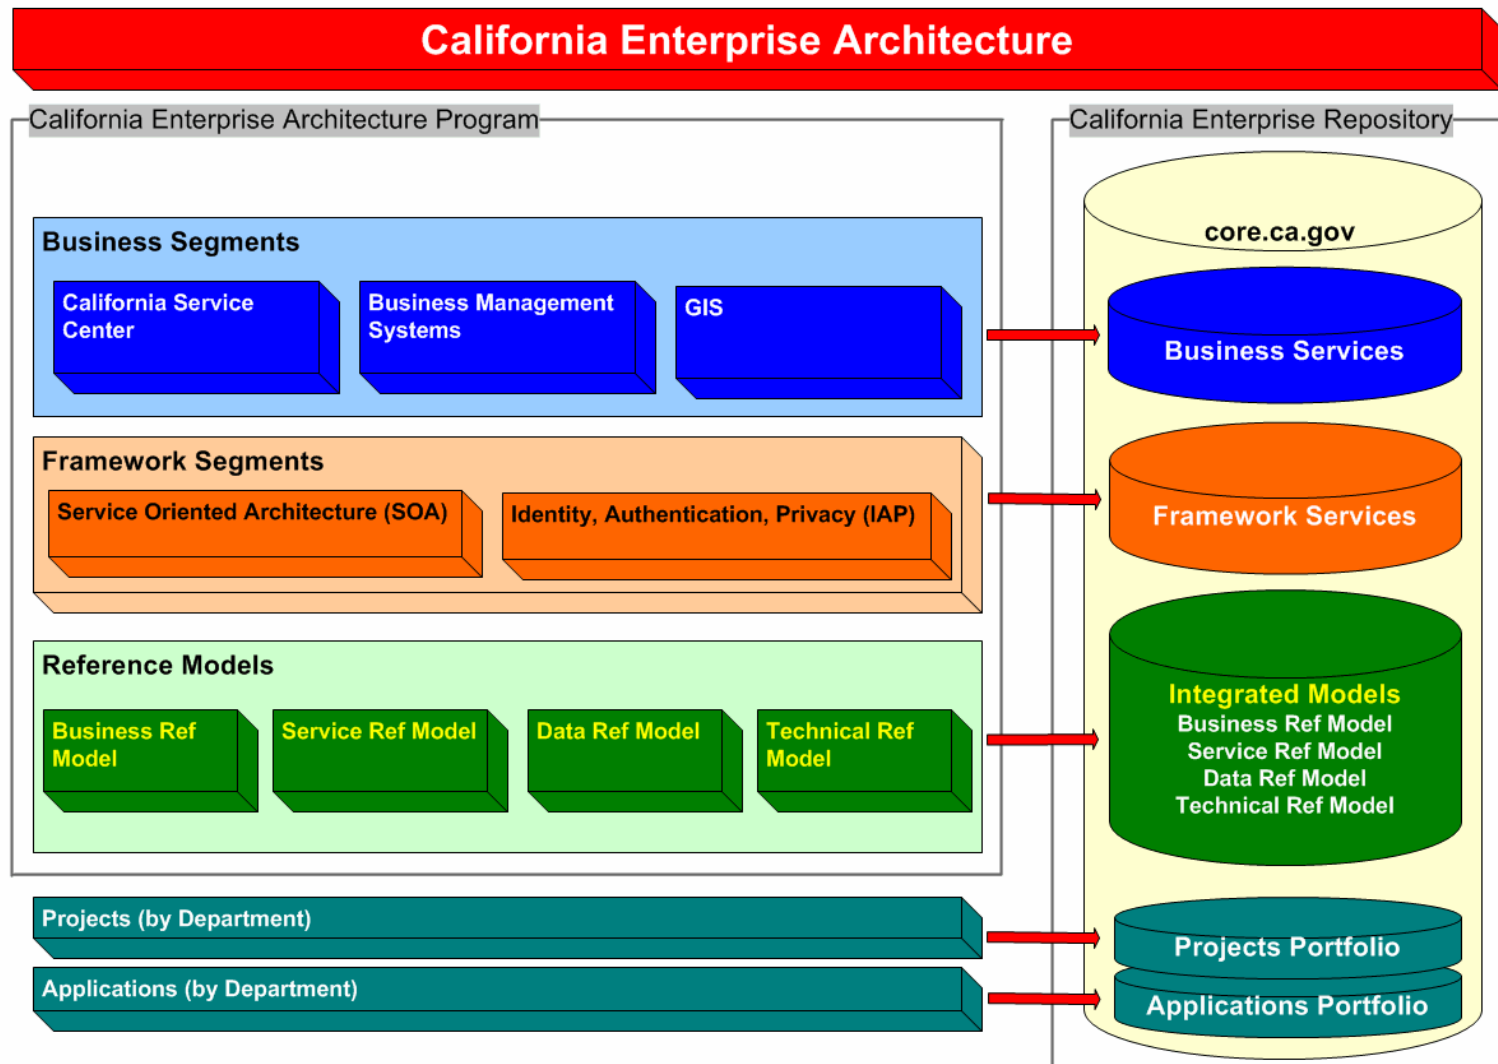 California Enterprise Architecture
California Enterprise Architecture Program
California Enterprise Repository
core.ca.gov
Business Segments
California Service
Center
Business Management
Systems
GIS
Business Services
Framework Segments
Service Oriented Architecture (SOA)
Identity, Authentication, Privacy (IAP)
Framework Services
Reference Models
Business Ref
Model
Service Ref Model
Data Ref Model
Technical Ref
Model
Integrated Models
Business Ref Model
Service Ref Model
Data Ref Model
Technical Ref Model
Projects (by Department)
Projects Portfolio
Applications (by Department)
Applications Portfolio